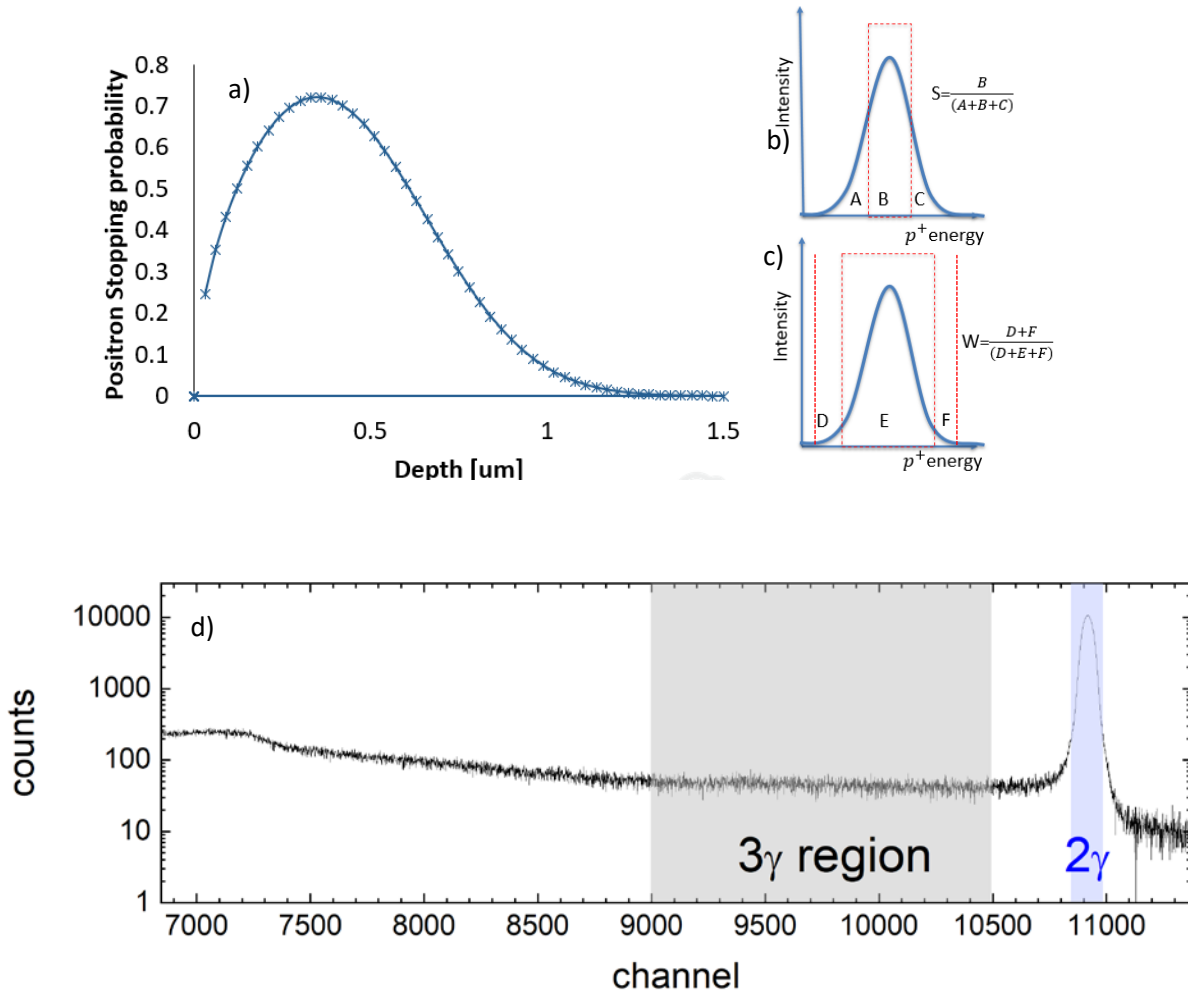 a)
Positron Stopping probability
0.8
0.7
0.6
0.5
0.4
0.3
0.2
0.1
0
0 0.5 1 1.5
Depth [um]
b)
Intensity
S=B/(A+B+C)
A B C
p⁺ energy
c)
Intensity
W=D+F/(D+E+F)
D E F
p⁺ energy
d)
counts
10000
1000
100
10
1
3γ region
2γ
7000 7500 8000 8500 9000 9500 10000 10500 11000
channel